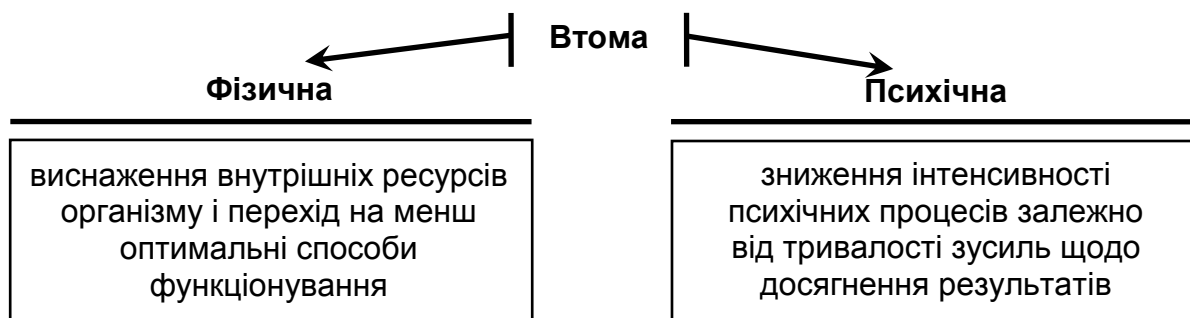 Втома
Фізична
виснаження внутрішніх ресурсів
організму і перехід на менш
оптимальні способи
функціонування
Психічна
зниження інтенсивності
психічних процесів залежно
від тривалості зусиль щодо
досягнення результатів